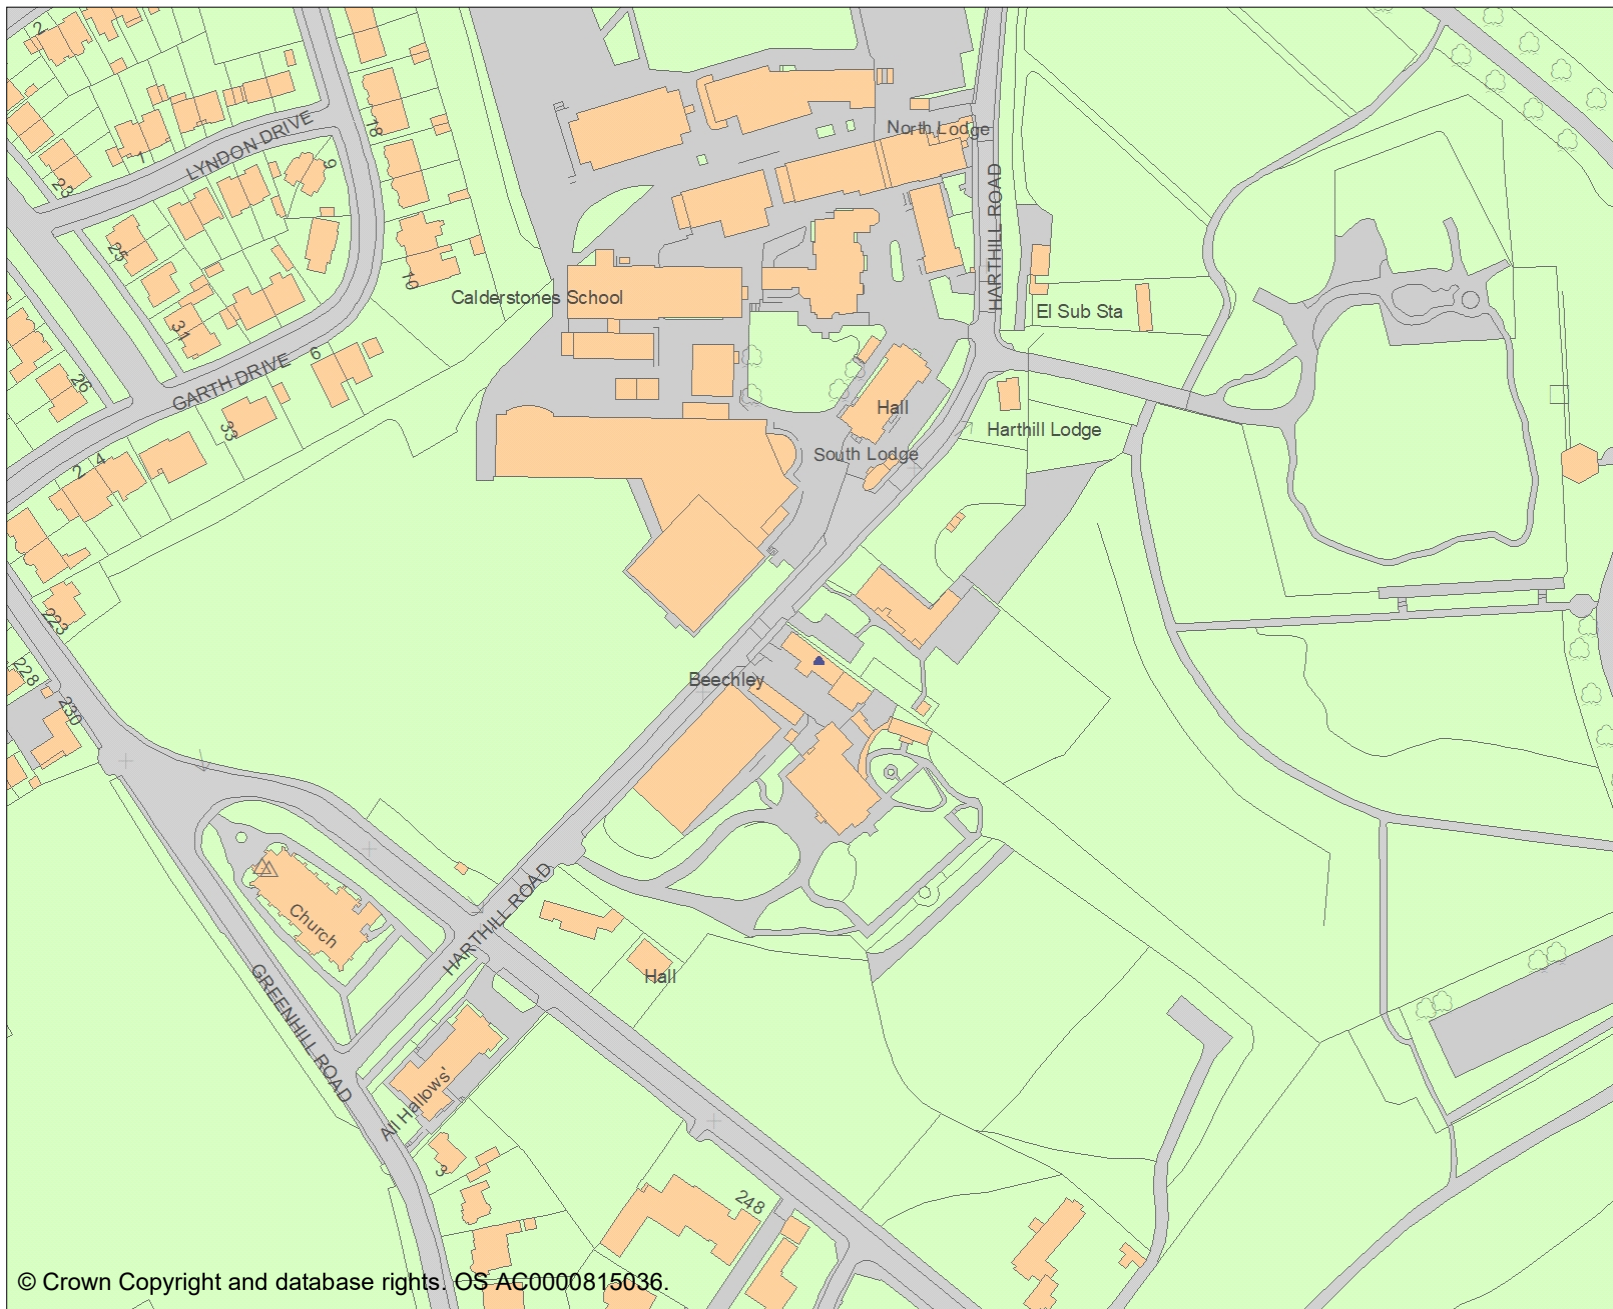 2
LYNDON DRIVE
1
23
9
78
25
10
31
26
GARTH DRIVE
6
33
2 4
North Lodge
HARTHILL ROAD
Calderstones School
El Sub Sta
Hall
Harthill Lodge
South Lodge
223
228
230
Beechley
Church
HARTHILL ROAD
Hall
GREENHILL ROAD
All Hallows'
3
248
© Crown Copyright and database rights. OS AC0000815036.